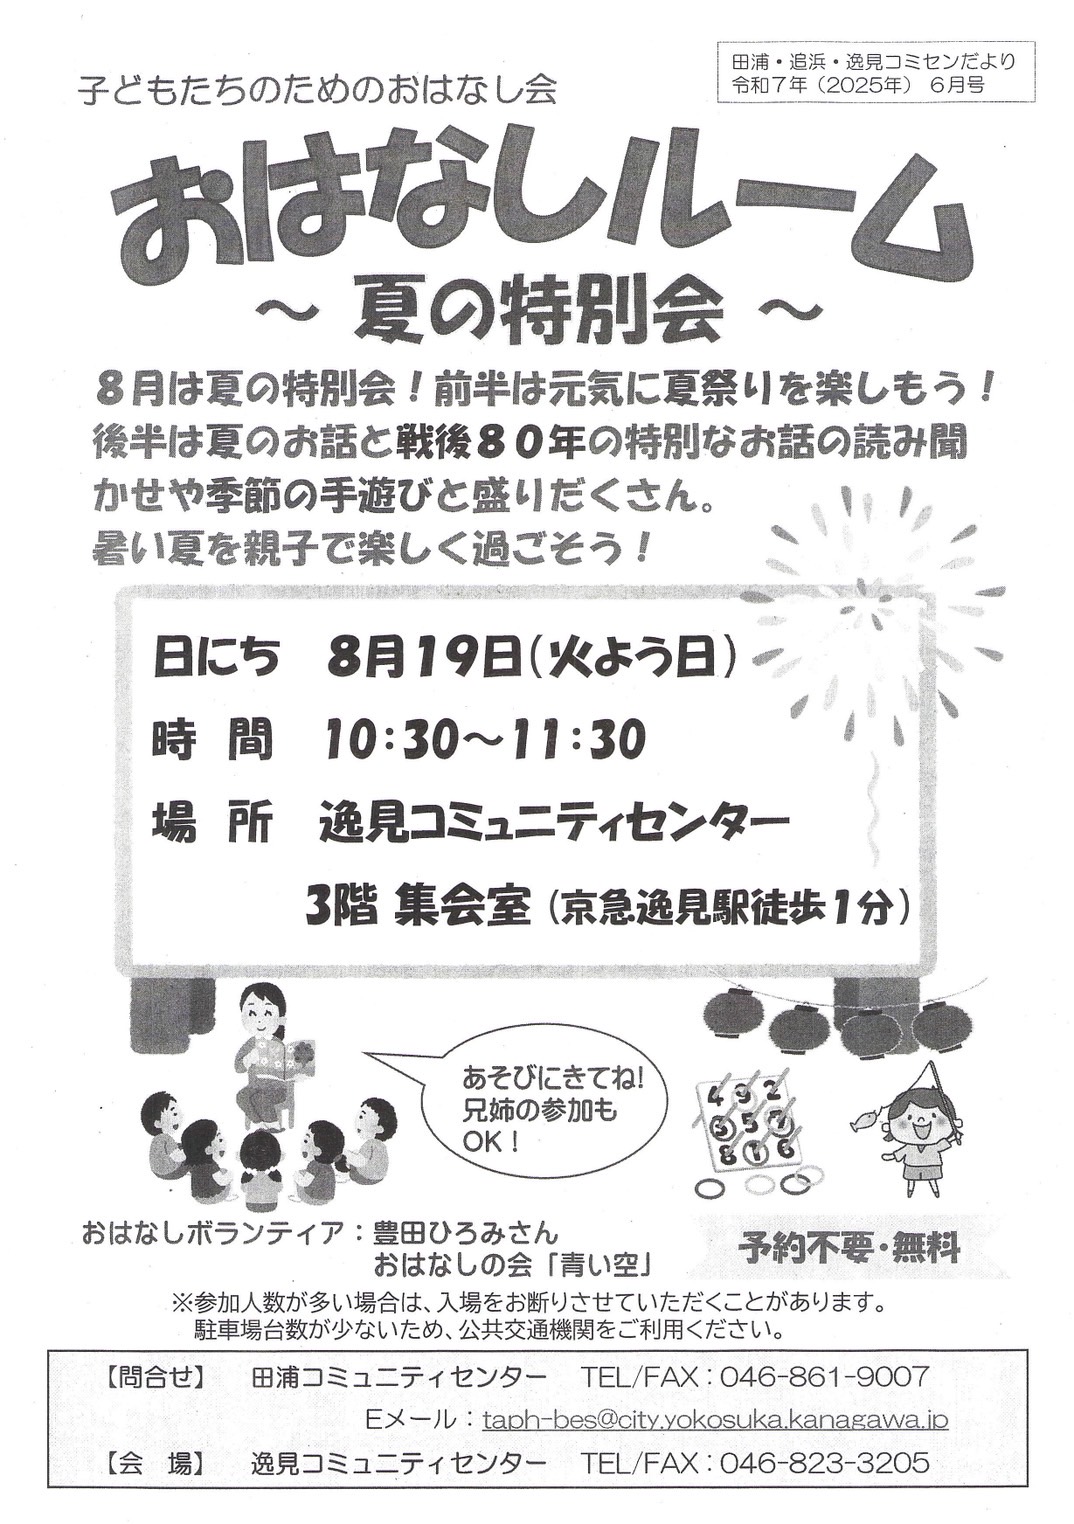 田浦・追浜・逸見コミセンだより
令和7年（2025年） 6月号
子どもたちのためのおはなし会
おはなしルーム
～ 夏の特別会 ～
8月は夏の特別会！前半は元気に夏祭りを楽しもう！
後半は夏のお話と戦後80年の特別なお話の読み聞
かせや季節の手遊びと盛りだくさん。
暑い夏を親子で楽しく過ごそう！
日にち 8月19日（火よう日）
時 間 10：30～11：30
場 所 逸見コミュニティセンター
3階 集会室（京急逸見駅徒歩1分）
あそびにきてね!
兄姉の参加も
OK！
4 9 2
3 5 7
8 1 6
おはなしボランティア：豊田ひろみさん
おはなしの会「青い空」
予約不要・無料
※参加人数が多い場合は、入場をお断りさせていただくことがあります。
駐車場台数が少ないため、公共交通機関をご利用ください。
【問合せ】 田浦コミュニティセンター TEL/FAX：046-861-9007
Eメール：taph-bes@city.yokosuka.kanagawa.jp
【会 場】 逸見コミュニティセンター TEL/FAX：046-823-3205